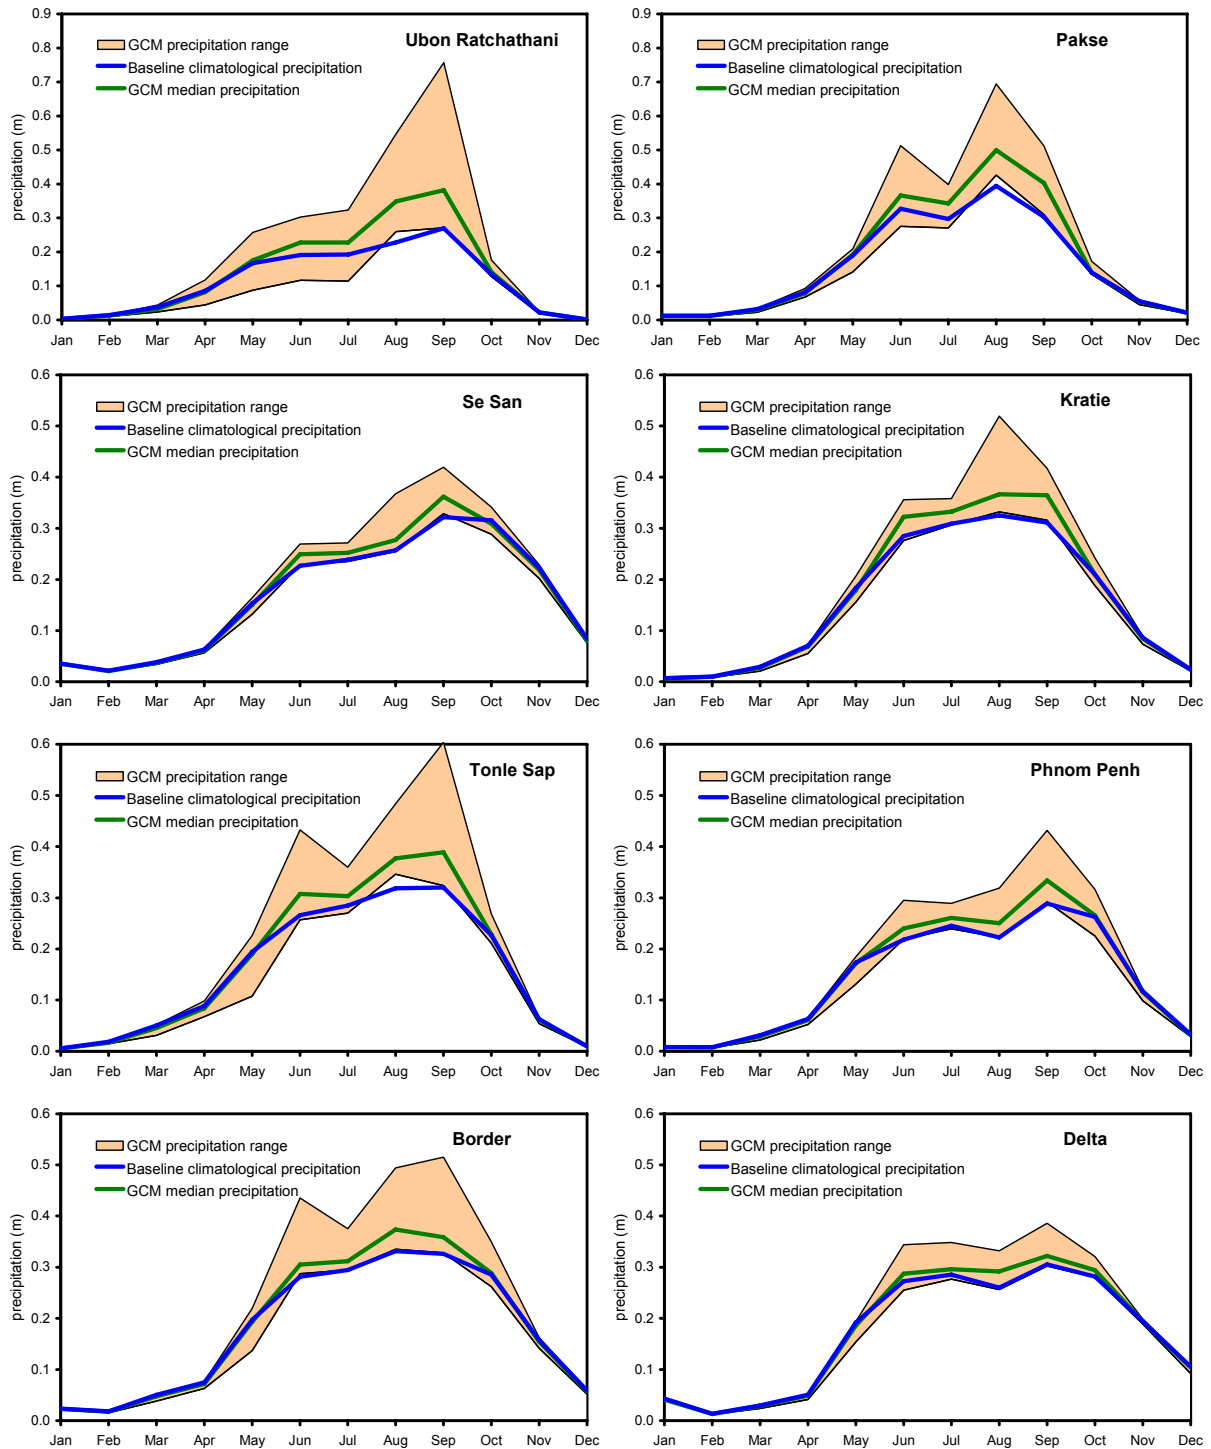 Ubon Ratchathani
GCM precipitation range
Baseline climatological precipitation
GCM median precipitation
precipitation (m)
0.9
0.8
0.7
0.6
0.5
0.4
0.3
0.2
0.1
0.0
Jan Feb Mar Apr May Jun Jul Aug Sep Oct Nov Dec
Pakse
GCM precipitation range
Baseline climatological precipitation
GCM median precipitation
precipitation (m)
0.9
0.8
0.7
0.6
0.5
0.4
0.3
0.2
0.1
0.0
Jan Feb Mar Apr May Jun Jul Aug Sep Oct Nov Dec
Se San
GCM precipitation range
Baseline climatological precipitation
GCM median precipitation
precipitation (m)
0.6
0.5
0.4
0.3
0.2
0.1
0.0
Jan Feb Mar Apr May Jun Jul Aug Sep Oct Nov Dec
Kratie
GCM precipitation range
Baseline climatological precipitation
GCM median precipitation
precipitation (m)
0.6
0.5
0.4
0.3
0.2
0.1
0.0
Jan Feb Mar Apr May Jun Jul Aug Sep Oct Nov Dec
Tonle Sap
GCM precipitation range
Baseline climatological precipitation
GCM median precipitation
precipitation (m)
0.6
0.5
0.4
0.3
0.2
0.1
0.0
Jan Feb Mar Apr May Jun Jul Aug Sep Oct Nov Dec
Phnom Penh
GCM precipitation range
Baseline climatological precipitation
GCM median precipitation
precipitation (m)
0.6
0.5
0.4
0.3
0.2
0.1
0.0
Jan Feb Mar Apr May Jun Jul Aug Sep Oct Nov Dec
Border
GCM precipitation range
Baseline climatological precipitation
GCM median precipitation
precipitation (m)
0.6
0.5
0.4
0.3
0.2
0.1
0.0
Jan Feb Mar Apr May Jun Jul Aug Sep Oct Nov Dec
Delta
GCM precipitation range
Baseline climatological precipitation
GCM median precipitation
precipitation (m)
0.6
0.5
0.4
0.3
0.2
0.1
0.0
Jan Feb Mar Apr May Jun Jul Aug Sep Oct Nov Dec